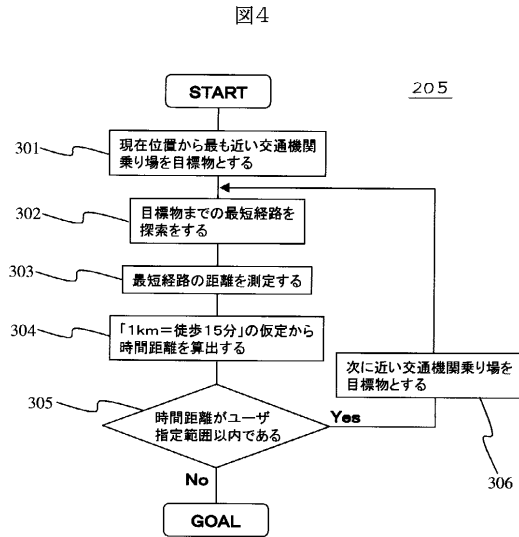 図4
START
205
301
現在位置から最も近い交通機関
乗り場を目標物とする
302
目標物までの最短経路を
探索をする
303
最短経路の距離を測定する
304
「1km=徒歩15分」の仮定から
時間距離を算出する
305
時間距離がユーザ
指定範囲以内である
Yes
次に近い交通機関乗り場を
目標物とする
306
No
GOAL